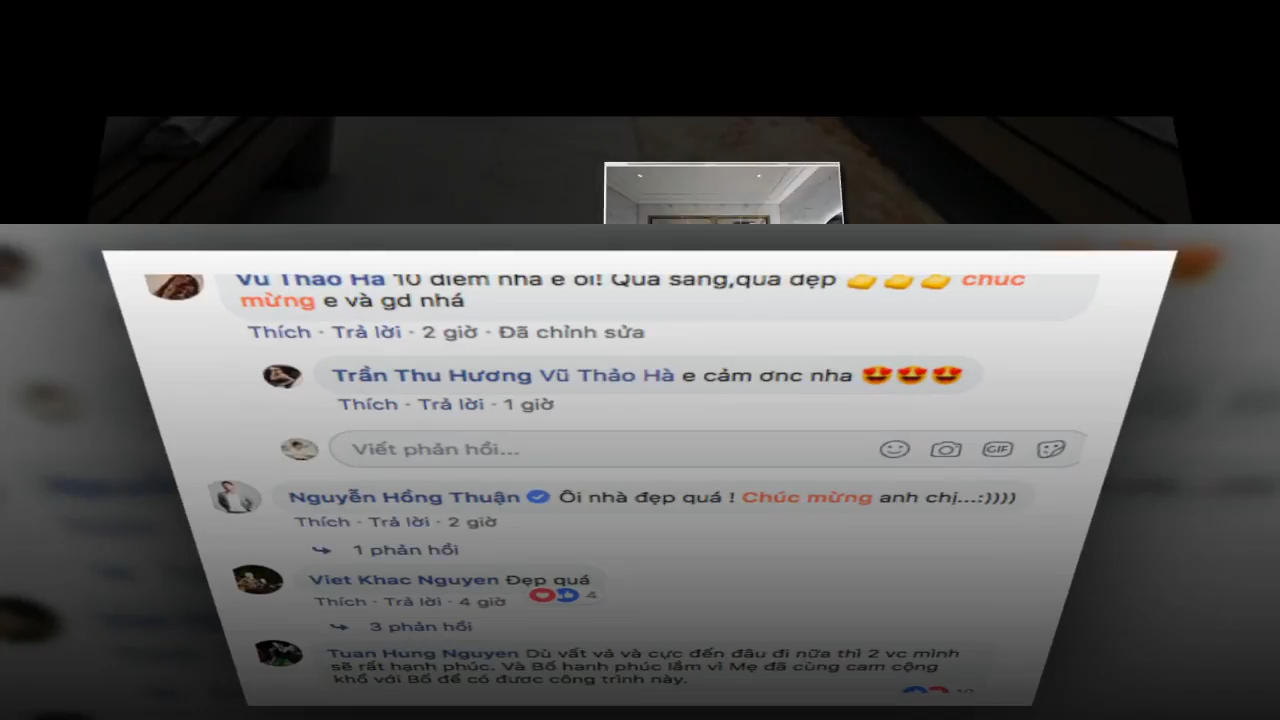 Vũ Thảo Hà 10 điểm nha e ơi! Quá sang,quá đẹp chúc
mừng e và gd nhá
Thích · Trả lời · 2 giờ · Đã chỉnh sửa
Trần Thu Hương Vũ Thảo Hà e cảm ơnc nha
Thích · Trả lời · 1 giờ
Viết phản hồi...
GIF
Nguyễn Hồng Thuận Ôi nhà đẹp quá ! Chúc mừng anh chị...:))))
Thích · Trả lời · 2 giờ
1 phản hồi
Viet Khac Nguyen Đẹp quá
4
Thích · Trả lời · 4 giờ
3 phản hồi
Tuan Hung Nguyen Dù vất vả và cực đến đâu đi nữa thì 2 vc mình
sẽ rất hạnh phúc. Và Bố hạnh phúc lắm vì Mẹ đã cùng cam cộng
khổ với Bố để có được công trình này.